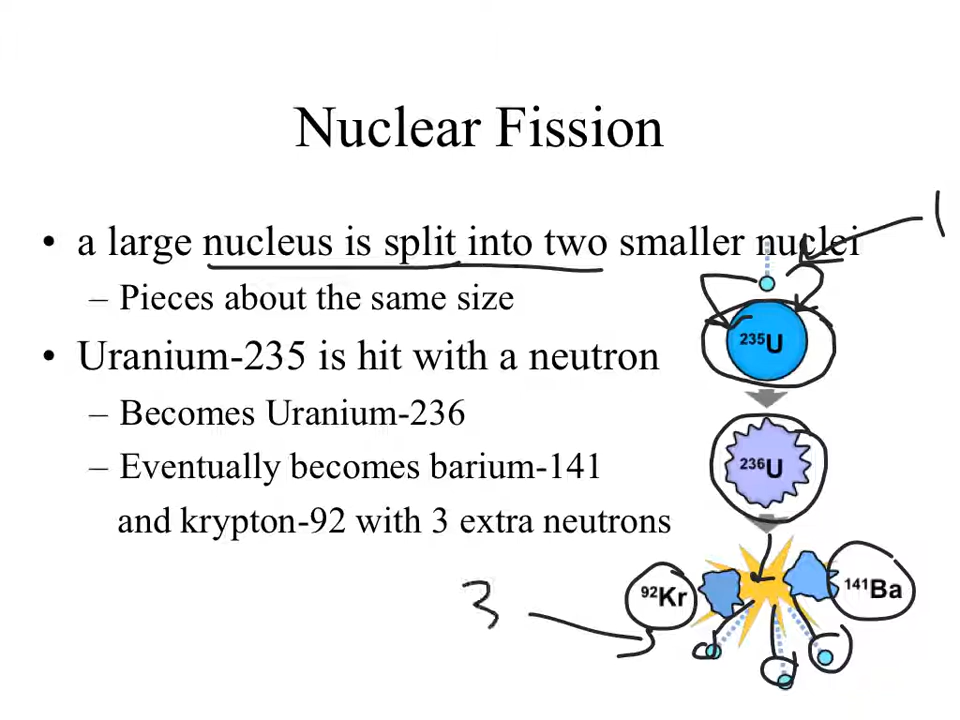 Nuclear Fission
• a large nucleus is split into two smaller nuclei
– Pieces about the same size
• Uranium-235 is hit with a neutron
– Becomes Uranium-236
– Eventually becomes barium-141
and krypton-92 with 3 extra neutrons
1
²³⁵U
²³⁶U
⁹²Kr
¹⁴¹Ba
3